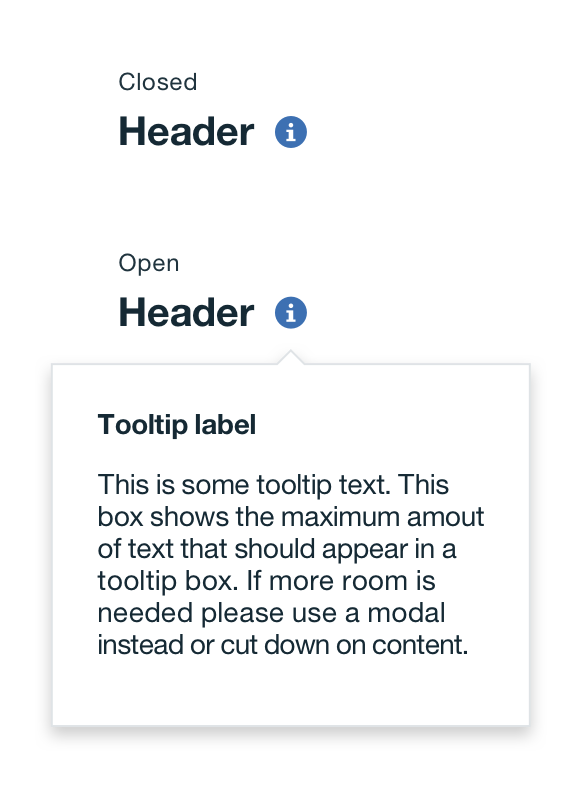 Closed
Header i
Open
Header i
Tooltip label
This is some tooltip text. This
box shows the maximum amout
of text that should appear in a
tooltip box. If more room is
needed please use a modal
instead or cut down on content.